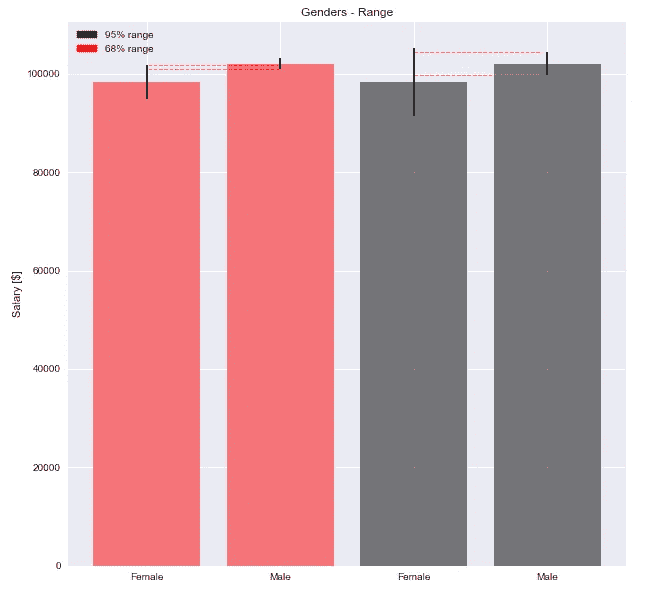 Genders - Range
95% range
68% range
100000
80000
60000
40000
20000
0
Salary [$]
Female Male Female Male